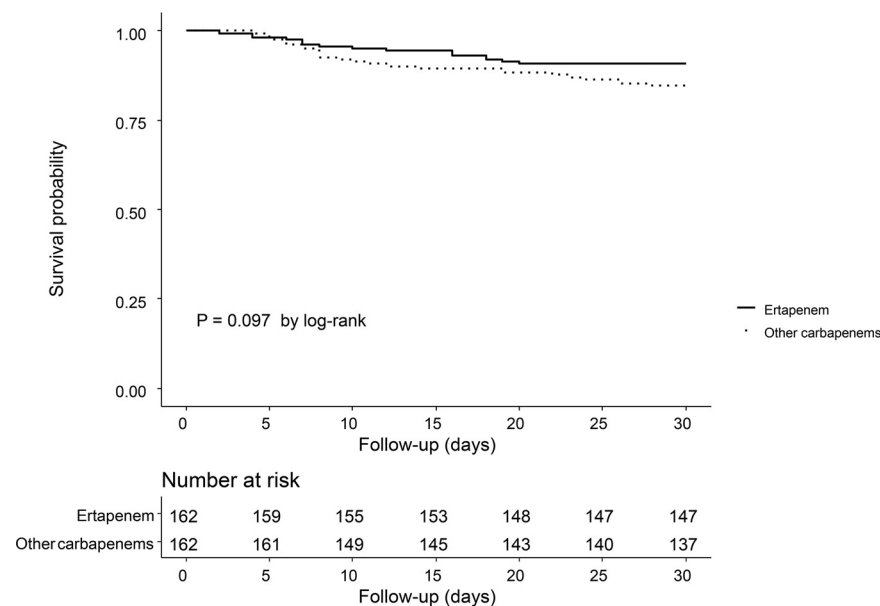 Survival probability
1.00
0.75
0.50
0.25
0.00
P = 0.097 by log-rank
Ertapenem
Other carbapenems
0 5 10 15 20 25 30
Follow-up (days)
Number at risk
Ertapenem 162 159 155 153 148 147 147
Other carbapenems 162 161 149 145 143 140 137
0 5 10 15 20 25 30
Follow-up (days)